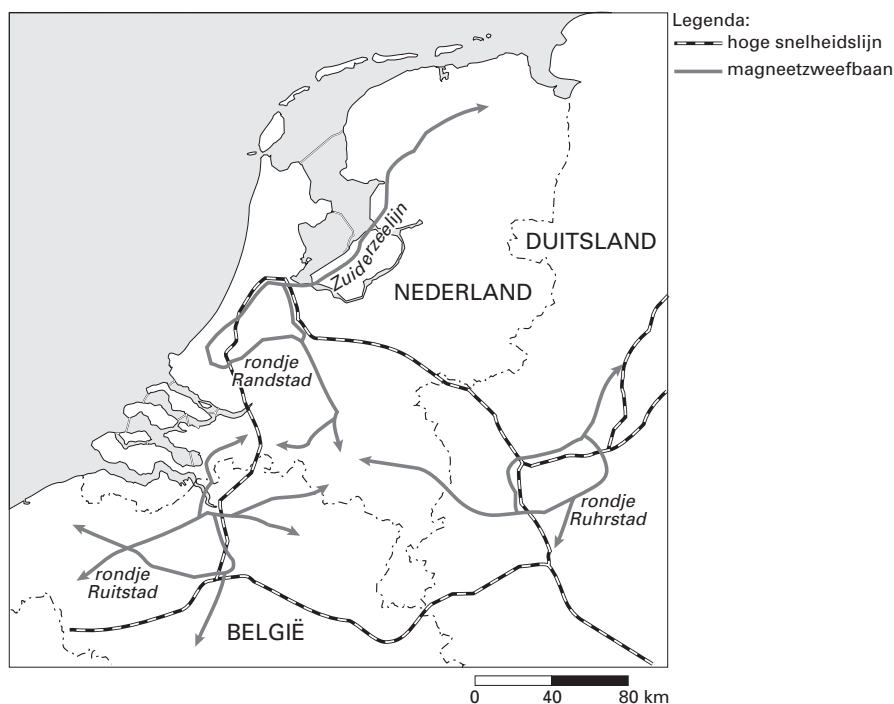 Legenda:
hoge snelheidslijn
magneetzweefbaan
Zuiderzeelijn
DUITSLAND
NEDERLAND
rondje
Randstad
rondje
Ruhrstad
rondje
Ruitstad
BELGIË
0 40 80 km